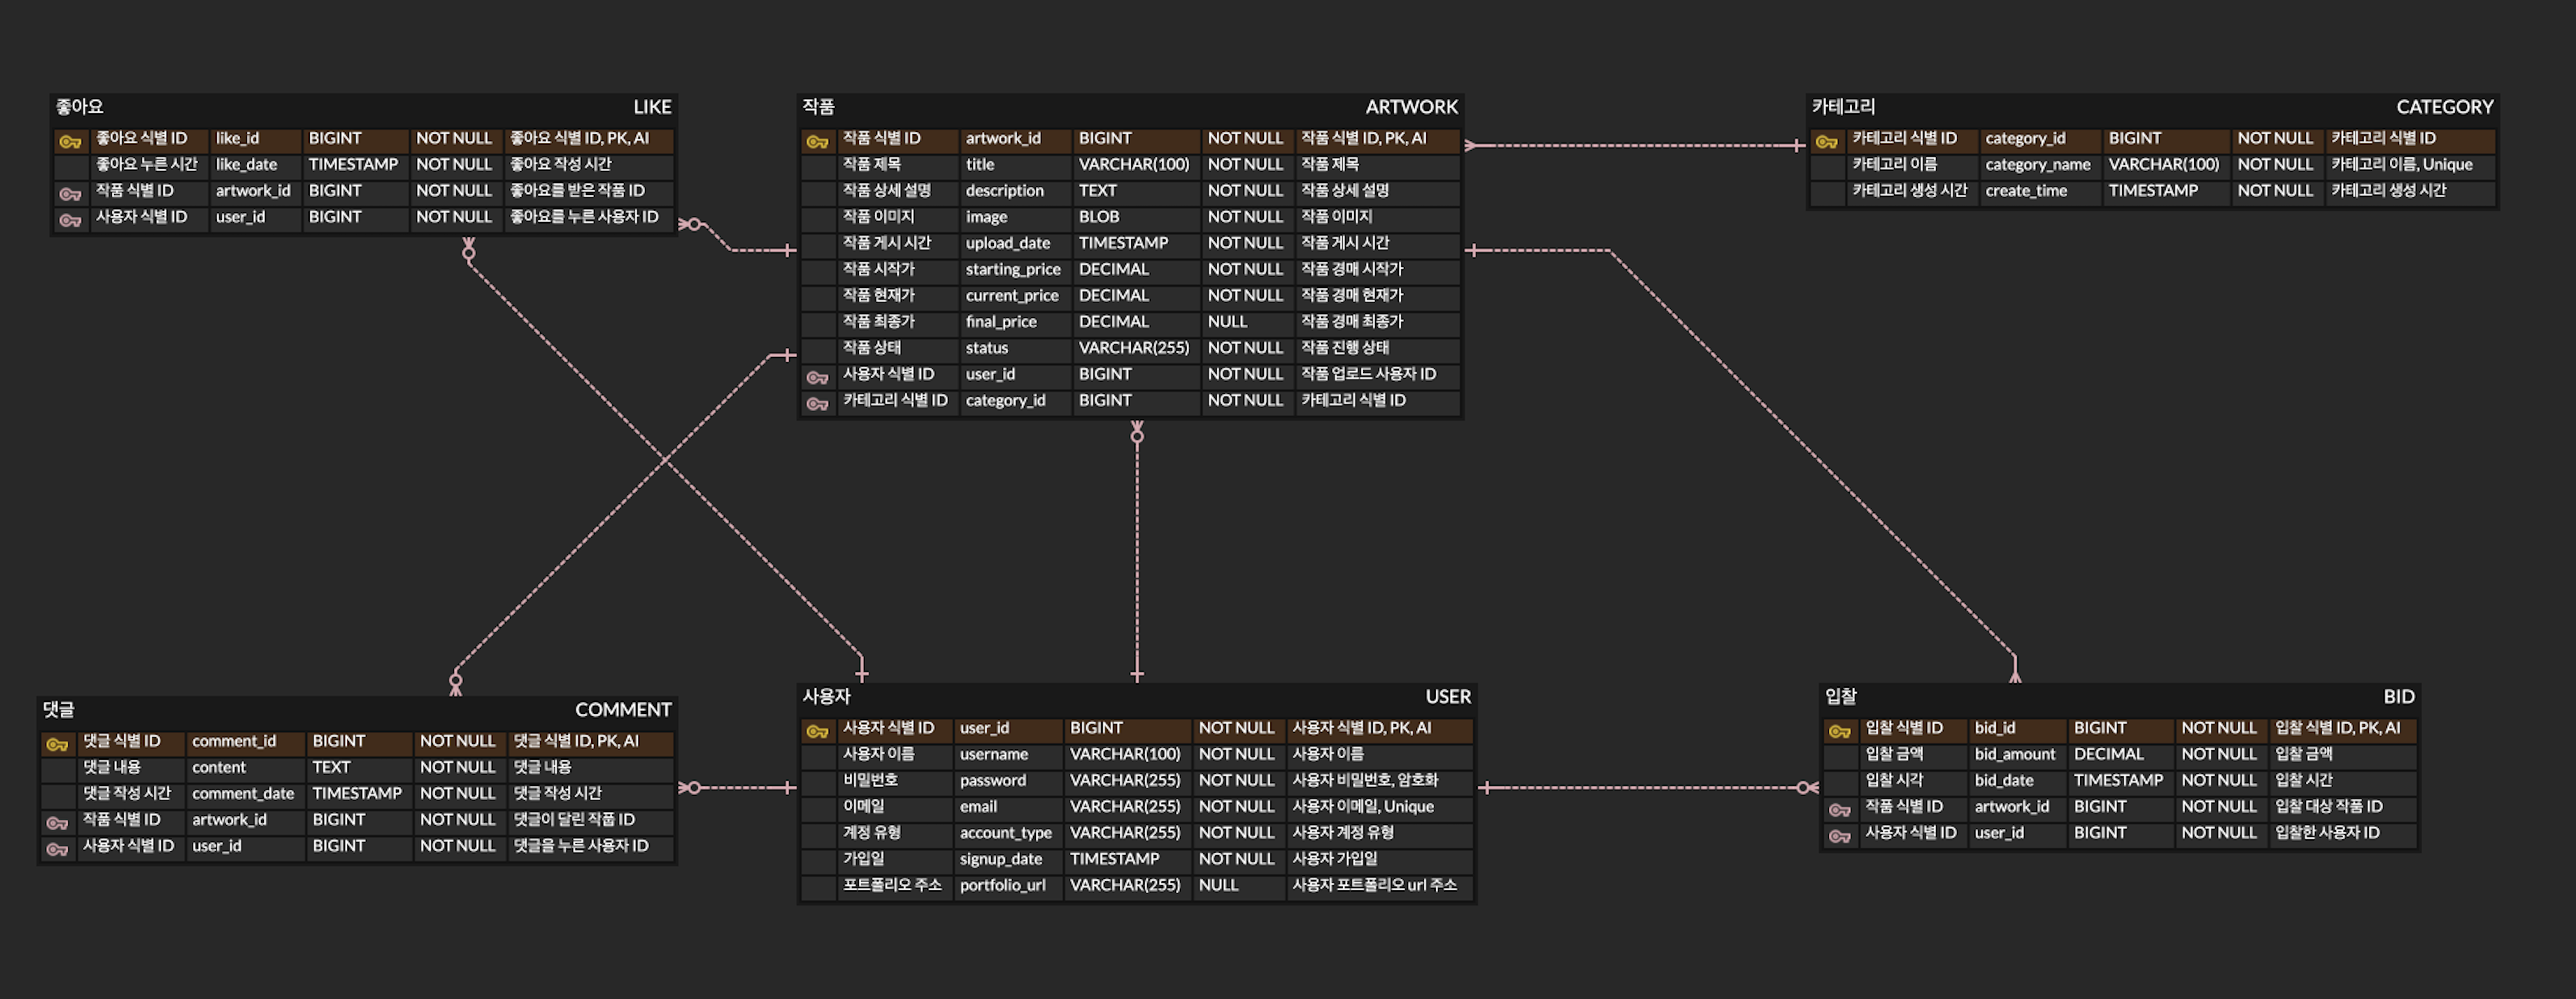 좋아요 LIKE
좋아요 식별 ID like_id BIGINT NOT NULL 좋아요 식별 ID, PK, AI
좋아요 누른 시간 like_date TIMESTAMP NOT NULL 좋아요 작성 시간
작품 식별 ID artwork_id BIGINT NOT NULL 좋아요를 받은 작품 ID
사용자 식별 ID user_id BIGINT NOT NULL 좋아요를 누른 사용자 ID
작품 ARTWORK
작품 식별 ID artwork_id BIGINT NOT NULL 작품 식별 ID, PK, AI
작품 제목 title VARCHAR(100) NOT NULL 작품 제목
작품 상세 설명 description TEXT NOT NULL 작품 상세 설명
작품 이미지 image BLOB NOT NULL 작품 이미지
작품 게시 시간 upload_date TIMESTAMP NOT NULL 작품 게시 시간
작품 시작가 starting_price DECIMAL NOT NULL 작품 경매 시작가
작품 현재가 current_price DECIMAL NOT NULL 작품 경매 현재가
작품 최종가 final_price DECIMAL NULL 작품 경매 최종가
작품 상태 status VARCHAR(255) NOT NULL 작품 진행 상태
사용자 식별 ID user_id BIGINT NOT NULL 작품 업로드 사용자 ID
카테고리 식별 ID category_id BIGINT NOT NULL 카테고리 식별 ID
카테고리 CATEGORY
카테고리 식별 ID category_id BIGINT NOT NULL 카테고리 식별 ID
카테고리 이름 category_name VARCHAR(100) NOT NULL 카테고리 이름, Unique
카테고리 생성 시간 create_time TIMESTAMP NOT NULL 카테고리 생성 시간
댓글 COMMENT
댓글 식별 ID comment_id BIGINT NOT NULL 댓글 식별 ID, PK, AI
댓글 내용 content TEXT NOT NULL 댓글 내용
댓글 작성 시간 comment_date TIMESTAMP NOT NULL 댓글 작성 시간
작품 식별 ID artwork_id BIGINT NOT NULL 댓글이 달린 작품 ID
사용자 식별 ID user_id BIGINT NOT NULL 댓글을 누른 사용자 ID
사용자 USER
사용자 식별 ID user_id BIGINT NOT NULL 사용자 식별 ID, PK, AI
사용자 이름 username VARCHAR(100) NOT NULL 사용자 이름
비밀번호 password VARCHAR(255) NOT NULL 사용자 비밀번호, 암호화
이메일 email VARCHAR(255) NOT NULL 사용자 이메일, Unique
계정 유형 account_type VARCHAR(255) NOT NULL 사용자 계정 유형
가입일 signup_date TIMESTAMP NOT NULL 사용자 가입일
포트폴리오 주소 portfolio_url VARCHAR(255) NULL 사용자 포트폴리오 url 주소
입찰 BID
입찰 식별 ID bid_id BIGINT NOT NULL 입찰 식별 ID, PK, AI
입찰 금액 bid_amount DECIMAL NOT NULL 입찰 금액
입찰 시각 bid_date TIMESTAMP NOT NULL 입찰 시간
작품 식별 ID artwork_id BIGINT NOT NULL 입찰 대상 작품 ID
사용자 식별 ID user_id BIGINT NOT NULL 입찰한 사용자 ID